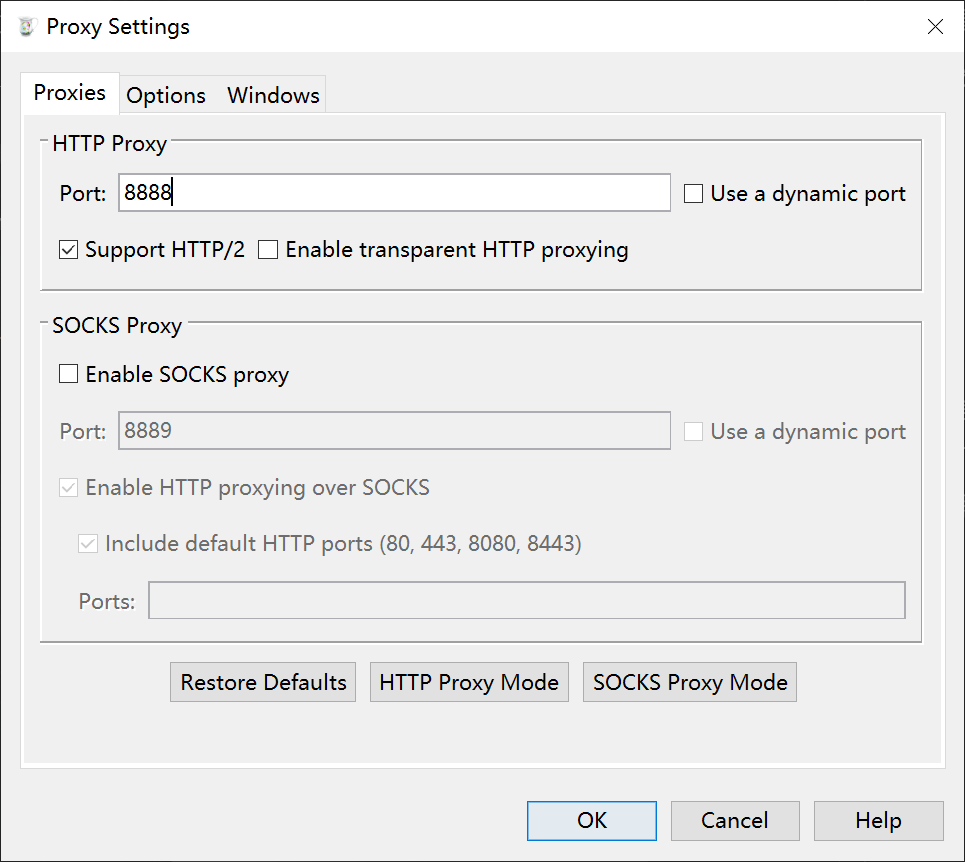 Proxy Settings
Proxies Options Windows
HTTP Proxy
Port: 8888 Use a dynamic port
Support HTTP/2 Enable transparent HTTP proxying
SOCKS Proxy
Enable SOCKS proxy
Port: 8889 Use a dynamic port
Enable HTTP proxying over SOCKS
Include default HTTP ports (80, 443, 8080, 8443)
Ports:
Restore Defaults HTTP Proxy Mode SOCKS Proxy Mode
OK Cancel Help